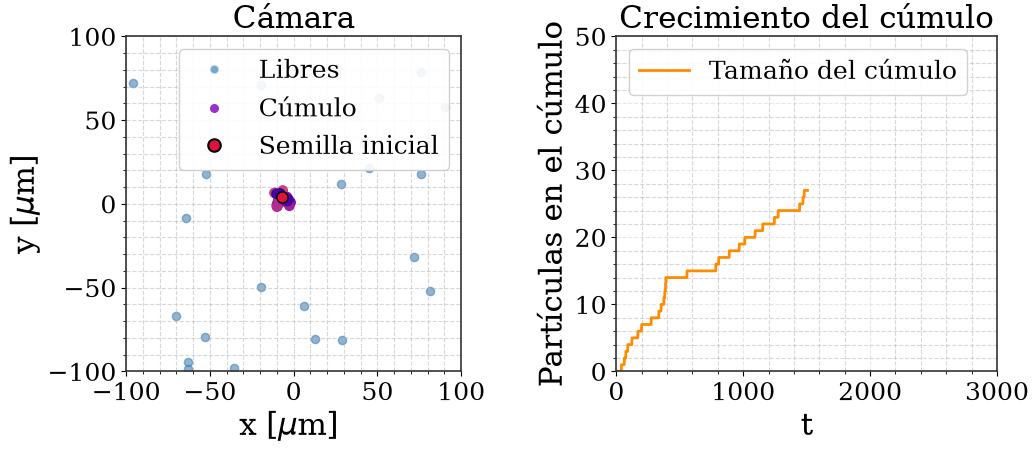 Cámara
100
50
0
−50
−100
y [μm]
Libres
Cúmulo
Semilla inicial
−100
−50
0
50
100
x [μm]
Crecimiento del cúmulo
Partículas en el cúmulo
50
40
30
20
10
0
Tamaño del cúmulo
0
1000
2000
3000
t